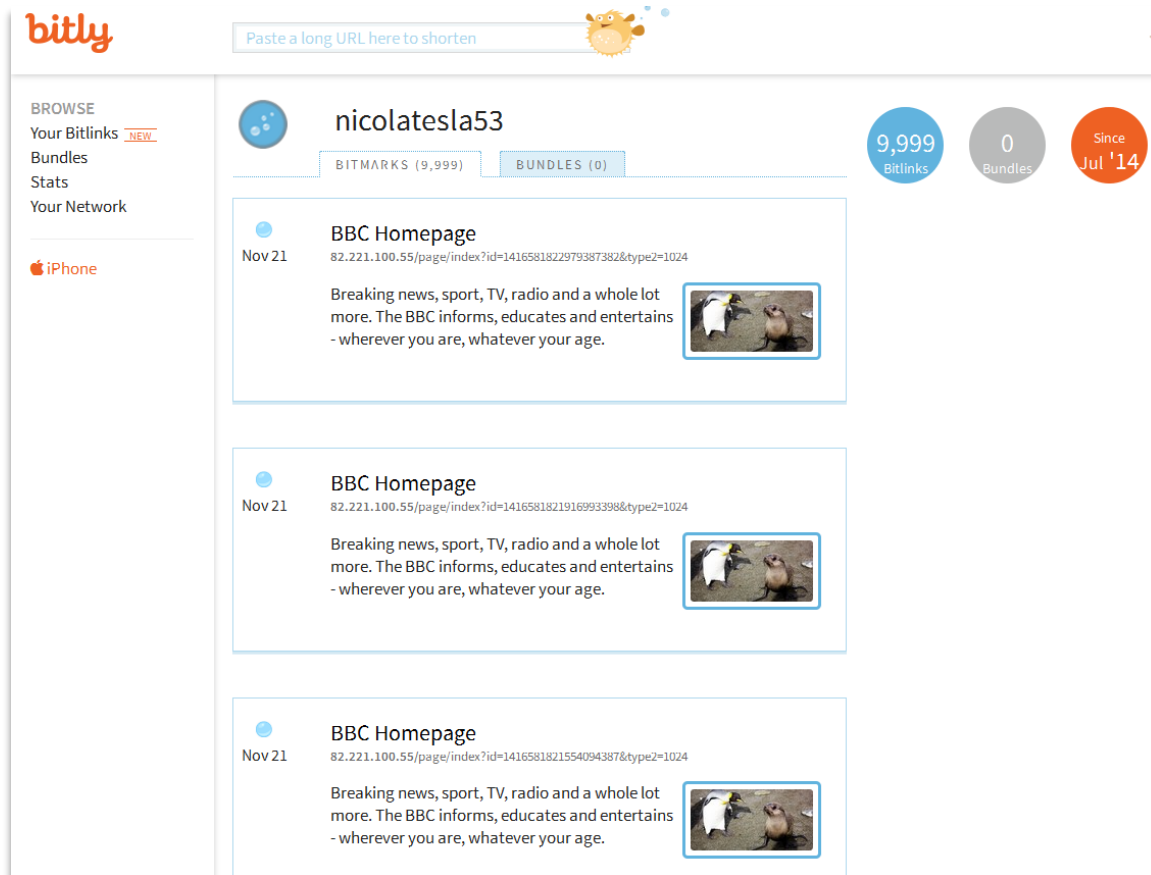 bitly
Paste a long URL here to shorten
BROWSE
Your Bitlinks NEW
Bundles
Stats
Your Network
iPhone
nicolatesla53
BITMARKS (9,999)
BUNDLES (0)
9,999
Bitlinks
0
Bundles
Since
Jul '14
Nov 21
BBC Homepage
82.221.100.55/page/index?id=1416581822979387382&type2=1024
Breaking news, sport, TV, radio and a whole lot
more. The BBC informs, educates and entertains
- wherever you are, whatever your age.
Nov 21
BBC Homepage
82.221.100.55/page/index?id=1416581821916993398&type2=1024
Breaking news, sport, TV, radio and a whole lot
more. The BBC informs, educates and entertains
- wherever you are, whatever your age.
Nov 21
BBC Homepage
82.221.100.55/page/index?id=1416581821554094387&type2=1024
Breaking news, sport, TV, radio and a whole lot
more. The BBC informs, educates and entertains
- wherever you are, whatever your age.